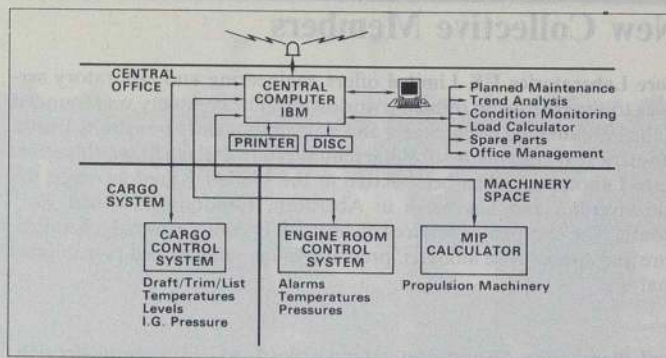 New Collective Members
CENTRAL OFFICE
CENTRAL COMPUTER IBM
PRINTER
DISC
Planned Maintenance
Trend Analysis
Condition Monitoring
Load Calculator
Spare Parts
Office Management
CARGO SYSTEM
MACHINERY SPACE
CARGO CONTROL SYSTEM
Draft/Trim/List
Temperatures
Levels
I.G. Pressure
ENGINE ROOM CONTROL SYSTEM
Alarms
Temperatures
Pressures
MIP CALCULATOR
Propulsion Machinery